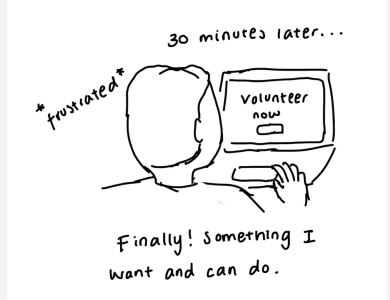 30 minutes later...
*frustrated*
Volunteer
now
Finally! Something I
want and can do.